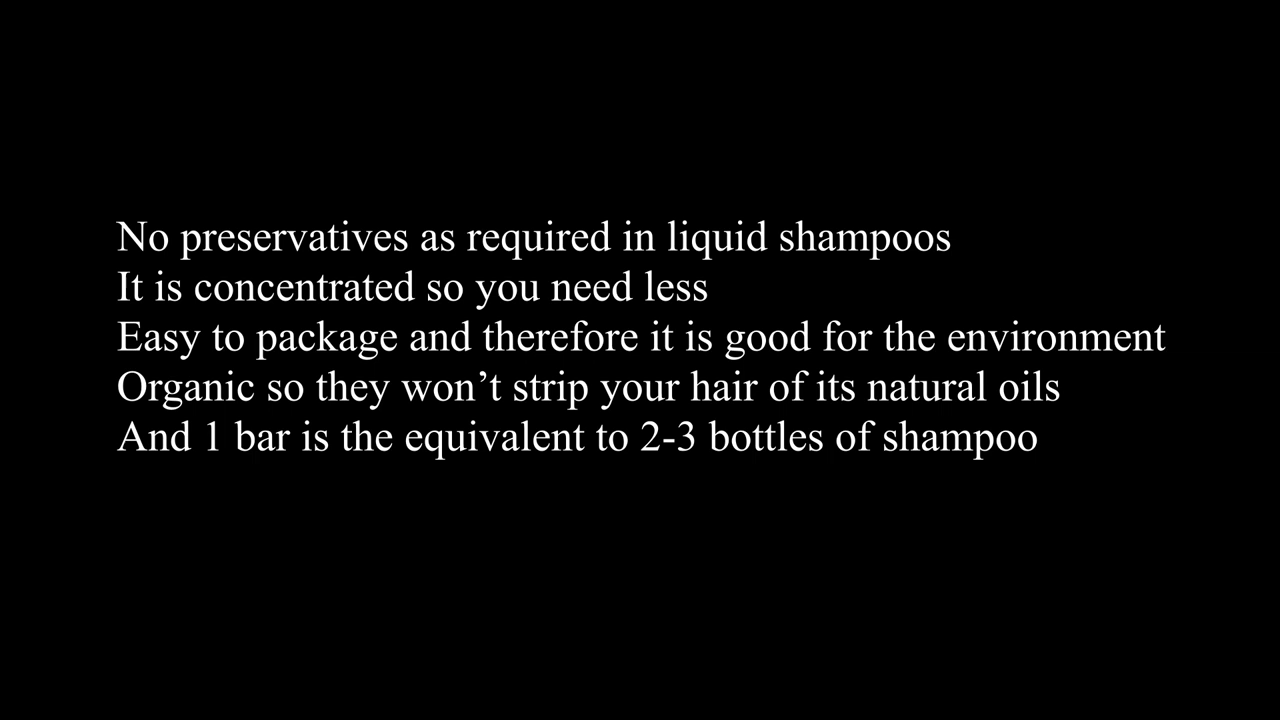 No preservatives as required in liquid shampoos
It is concentrated so you need less
Easy to package and therefore it is good for the environment
Organic so they won’t strip your hair of its natural oils
And 1 bar is the equivalent to 2-3 bottles of shampoo